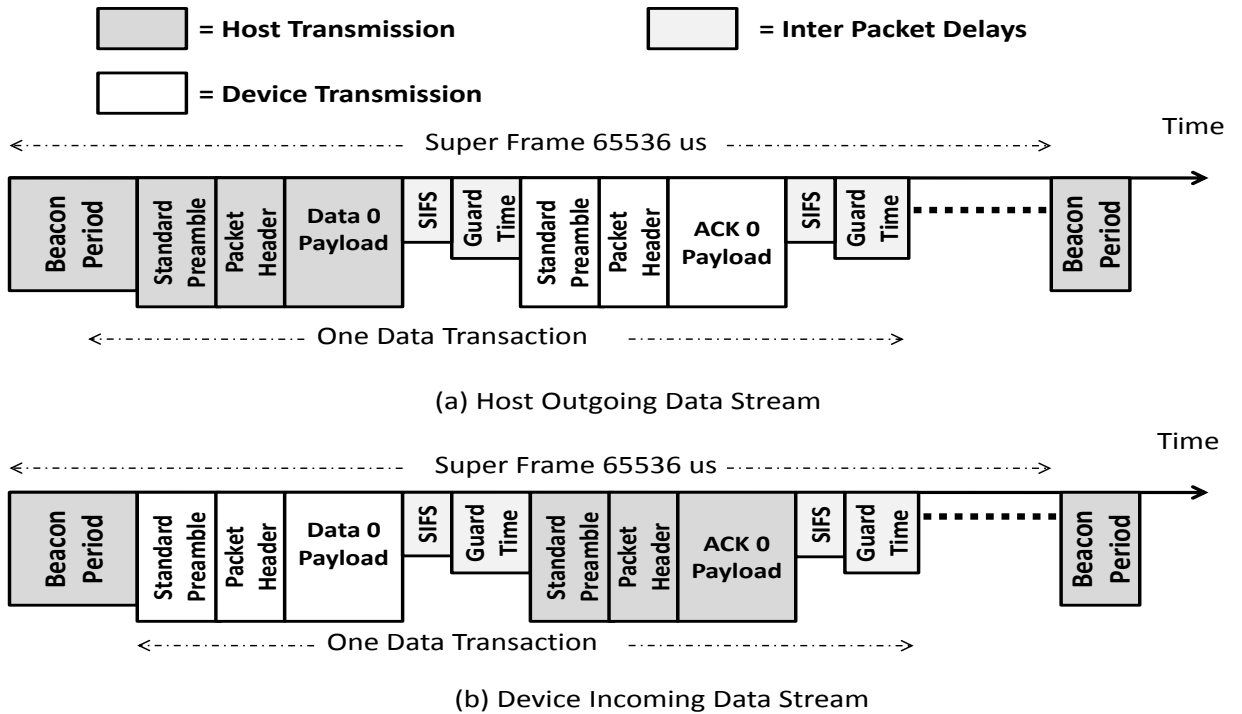 = Host Transmission
= Inter Packet Delays
= Device Transmission
Super Frame 65536 us
Time
Beacon
Period
Standard
Preamble
Packet
Header
Data 0
Payload
SIFS
Guard
Time
Standard
Preamble
Packet
Header
ACK 0
Payload
SIFS
Guard
Time
Beacon
Period
One Data Transaction
(a) Host Outgoing Data Stream
Time
Super Frame 65536 us
Beacon
Period
Standard
Preamble
Packet
Header
Data 0
Payload
SIFS
Guard
Time
Standard
Preamble
Packet
Header
ACK 0
Payload
SIFS
Guard
Time
Beacon
Period
One Data Transaction
(b) Device Incoming Data Stream